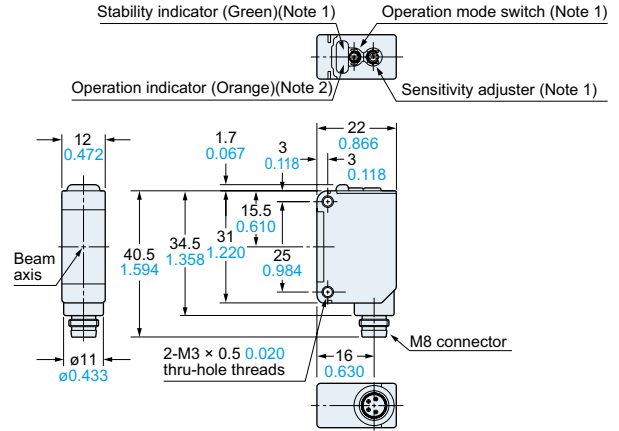 Stability indicator (Green)(Note 1)
Operation mode switch (Note 1)
Operation indicator (Orange)(Note 2)
Sensitivity adjuster (Note 1)
12
0.472
1.7
0.067
3
0.118
22
0.866
3
0.118
15.5
0.610
40.5
1.594
34.5
1.358
31
1.220
25
0.984
Beam
axis
ø11
ø0.433
2-M3 × 0.5 0.020
thru-hole threads
16
0.630
M8 connector